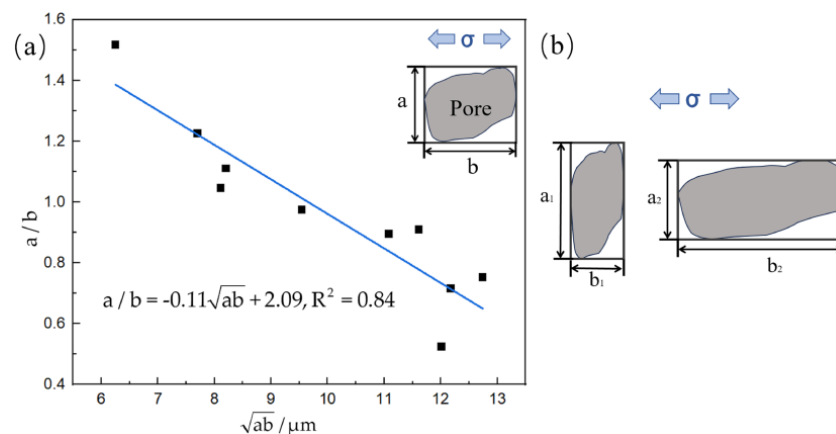 (a)
1.6
1.4
1.2
1.0
0.8
0.6
0.4
a / b
6 7 8 9 10 11 12 13
√ab /μm
a / b = -0.11√ab + 2.09, R² = 0.84
σ
a
Pore
b
(b)
σ
a₁
b₁
a₂
b₂